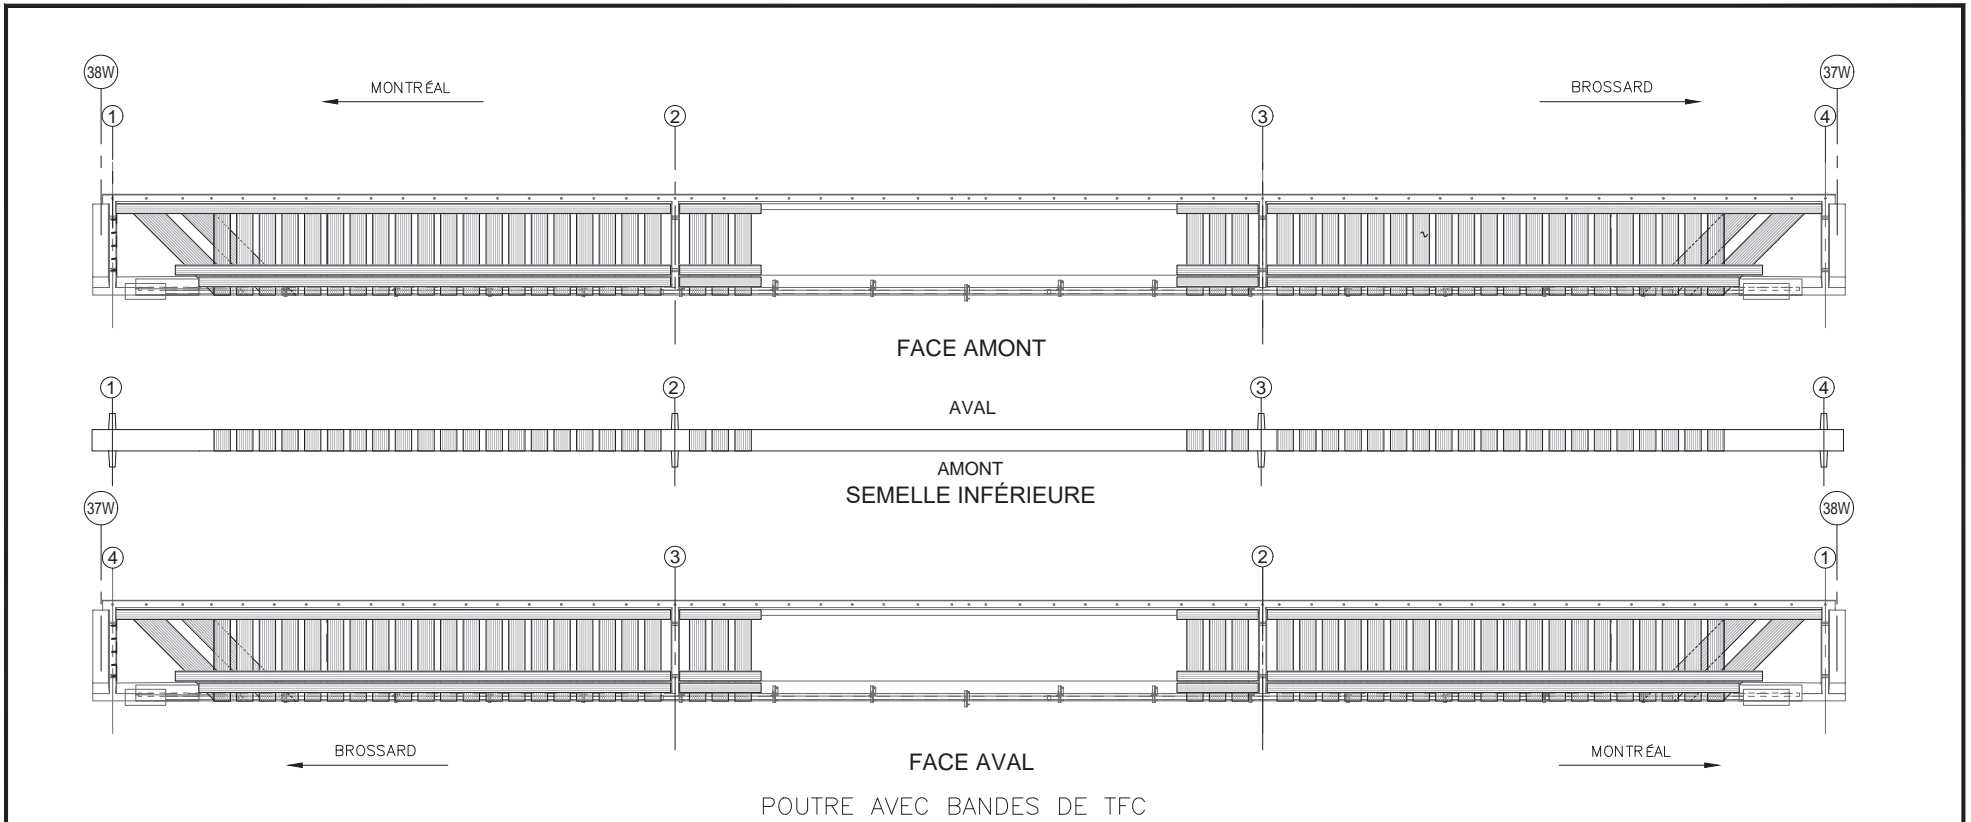 38W 37W
MONTRÉAL BROSSARD
1 2 3 4
FACE AMONT
1 2 3 4
AVAL
AMONT
SEMELLE INFÉRIEURE
37W 38W
4 3 2 1
BROSSARD MONTRÉAL
FACE AVAL
POUTRE AVEC BANDES DE TFC